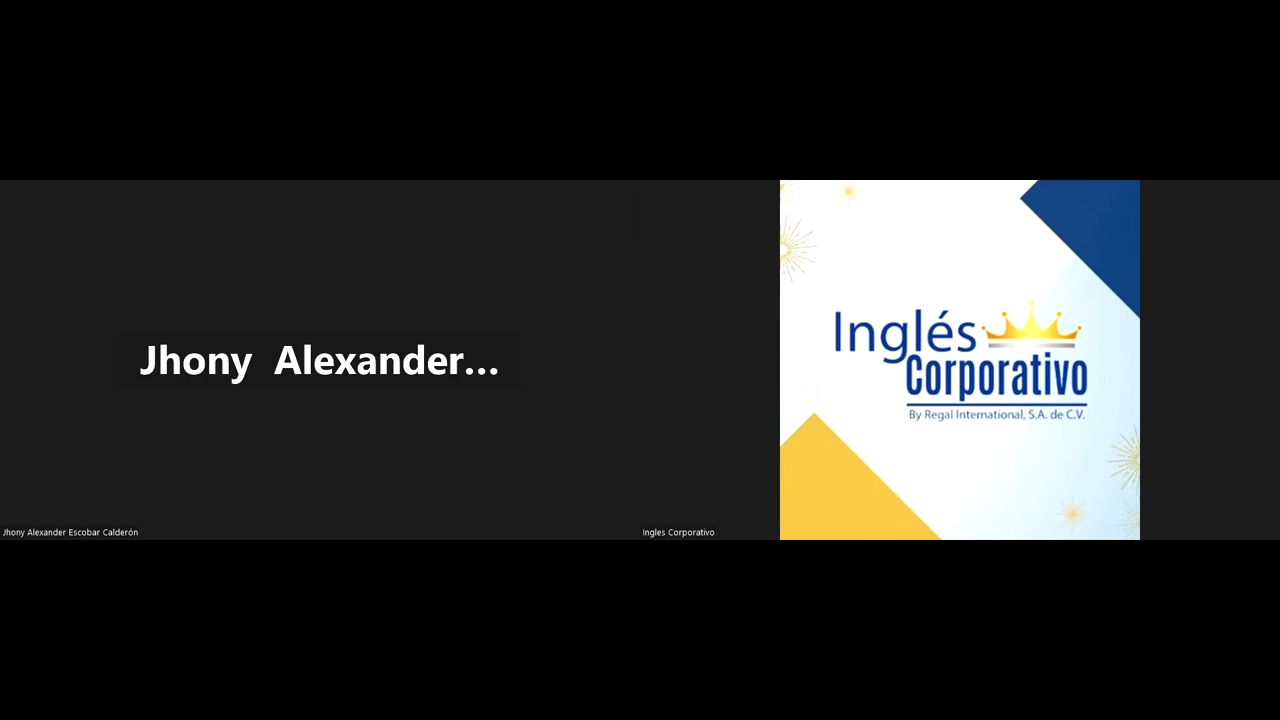 Jhony Alexander...
Jhony Alexander Escobar Calderón
Inglés
Corporativo
By Regal International, S.A. de C.V.
Ingles Corporativo